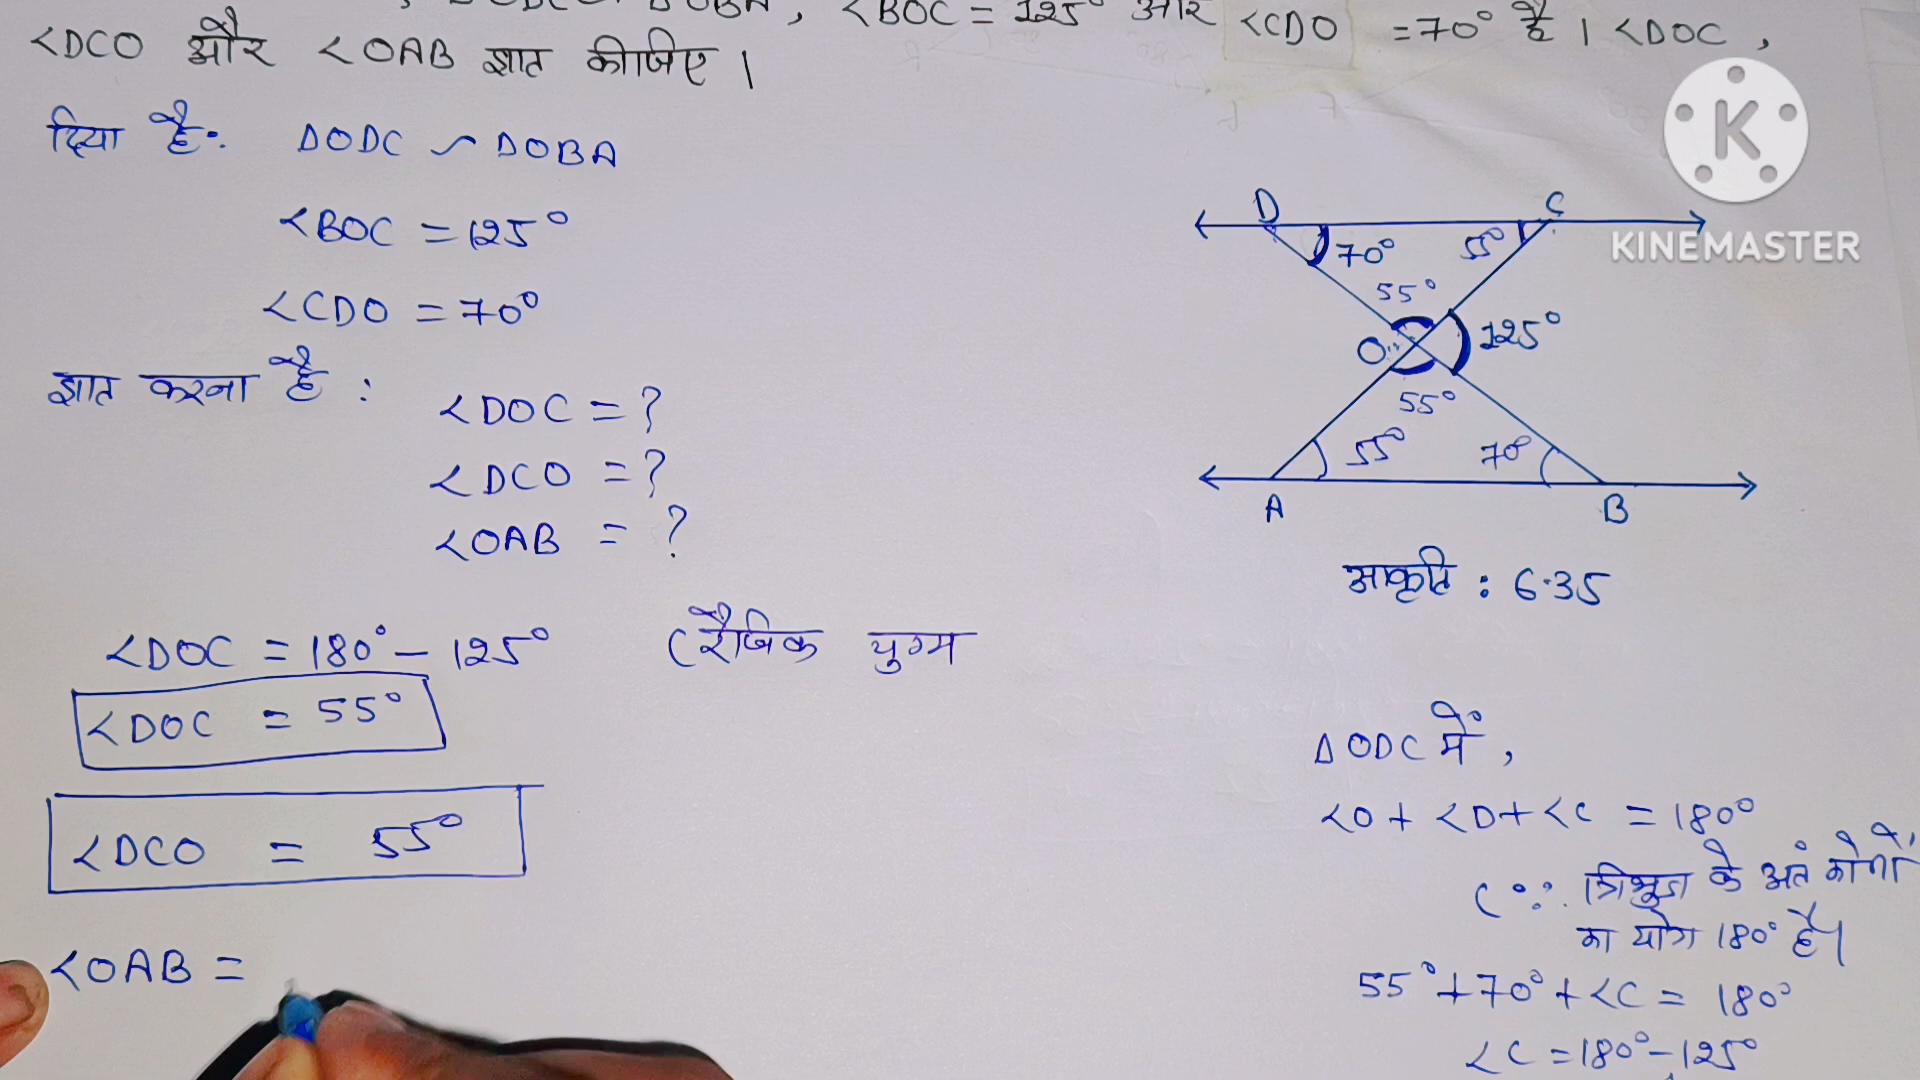 ∠BOC = 125° और ∠CDO = 70° है । ∠DOC ,
∠DCO और ∠OAB ज्ञात कीजिए ।
दिया है:- ΔODC ~ ΔOBA
∠BOC = 125°
∠CDO = 70°
ज्ञात करना है :
∠DOC = ?
∠DCO = ?
∠OAB = ?
∠DOC = 180° - 125° (रैखिक युग्म
∠DOC = 55°
∠DCO = 55°
∠OAB =
K
KINEMASTER
D C
70° 55°
55°
O 125°
55°
55° 70
A B
आकृति : 6.35
ΔODC में ,
∠O + ∠D + ∠C = 180°
( ∵ त्रिभुज के अतं कोणों
का योग 180° है।
55° + 70° + ∠C = 180°
∠C = 180° - 125°